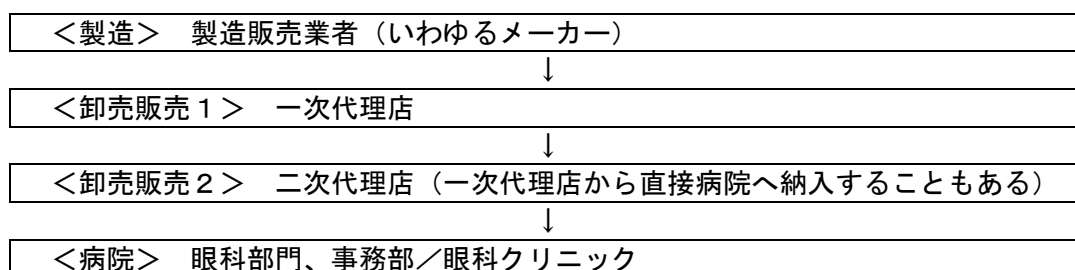 ＜製造＞　製造販売業者（いわゆるメーカー）
↓
＜卸売販売１＞　一次代理店
↓
＜卸売販売２＞　二次代理店（一次代理店から直接病院へ納入することもある）
↓
＜病院＞　眼科部門、事務部／眼科クリニック